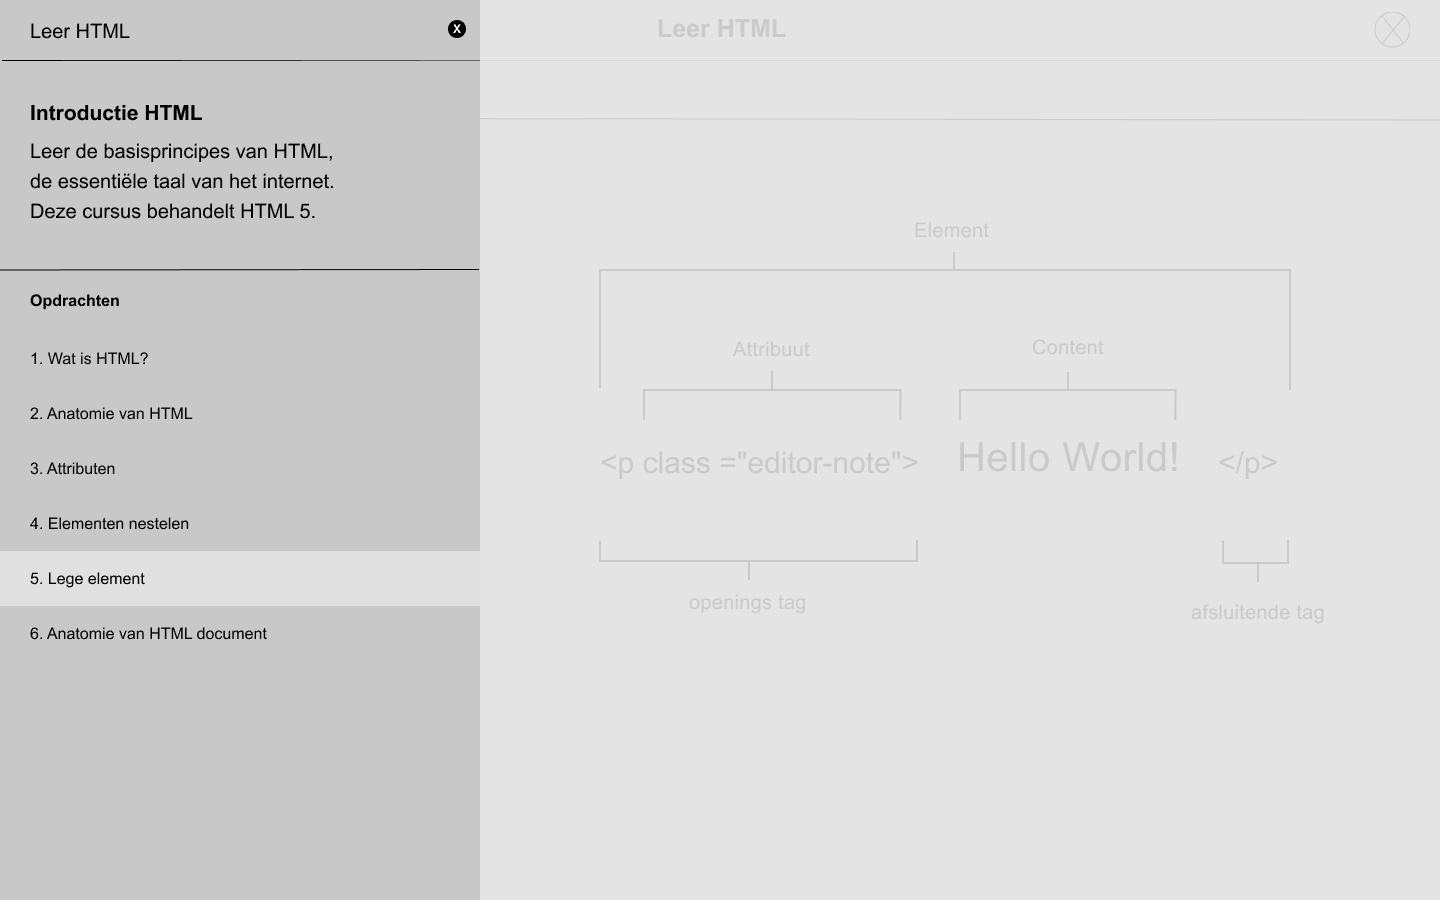 Leer HTML
X
Introductie HTML
Leer de basisprincipes van HTML,
de essentiële taal van het internet.
Deze cursus behandelt HTML 5.
Opdrachten
1. Wat is HTML?
2. Anatomie van HTML
3. Attributen
4. Elementen nestelen
5. Lege element
6. Anatomie van HTML document
Leer HTML
Element
Attribuut
Content
<p class ="editor-note"> Hello World! </p>
openings tag
afsluitende tag